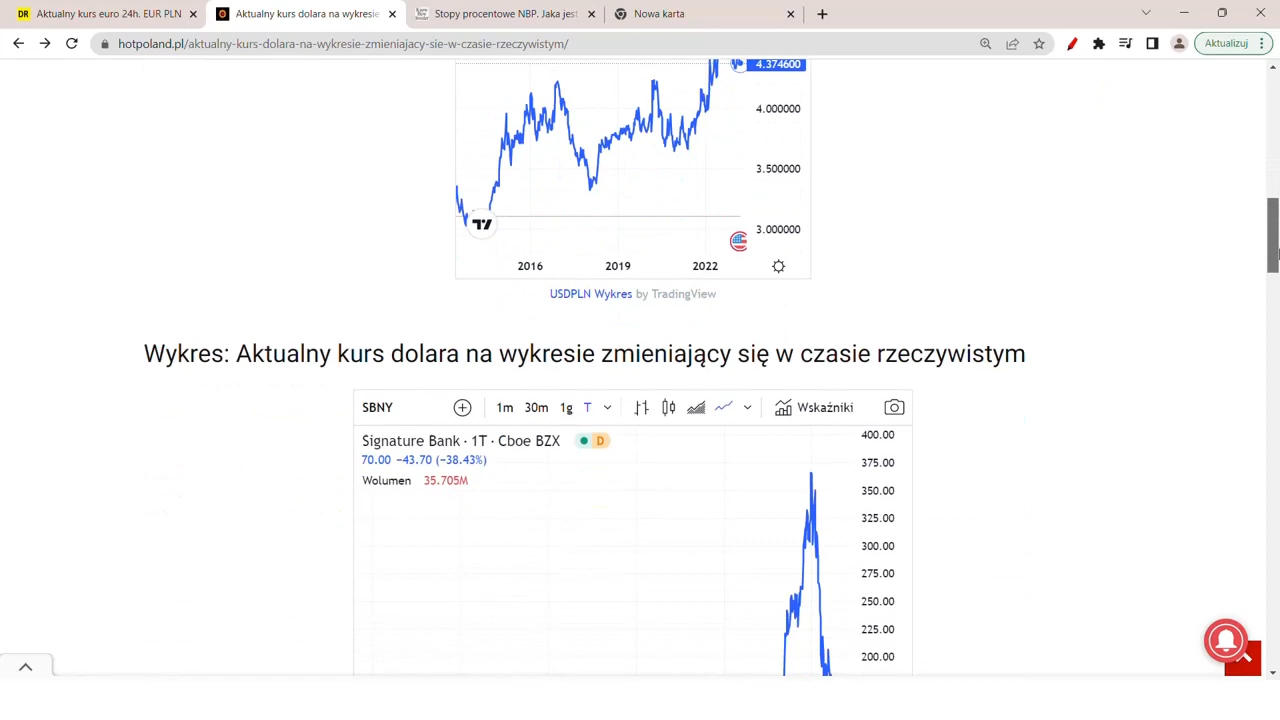 DR Aktualny kurs euro 24h. EUR PLN
Aktualny kurs dolara na wykresie
Stopy procentowe NBP. Jaka jest
Nowa karta
hotpoland.pl/aktualny-kurs-dolara-na-wykresie-zmieniajacy-sie-w-czasie-rzeczywistym/
Aktualizuj
4.374600
4.000000
3.500000
3.000000
2016 2019 2022
USDPLN Wykres by TradingView
Wykres: Aktualny kurs dolara na wykresie zmieniający się w czasie rzeczywistym
SBNY 1m 30m 1g T Wskaźniki
Signature Bank · 1T · Cboe BZX D
70.00 −43.70 (−38.43%)
Wolumen 35.705M
400.00
375.00
350.00
325.00
300.00
275.00
250.00
225.00
200.00